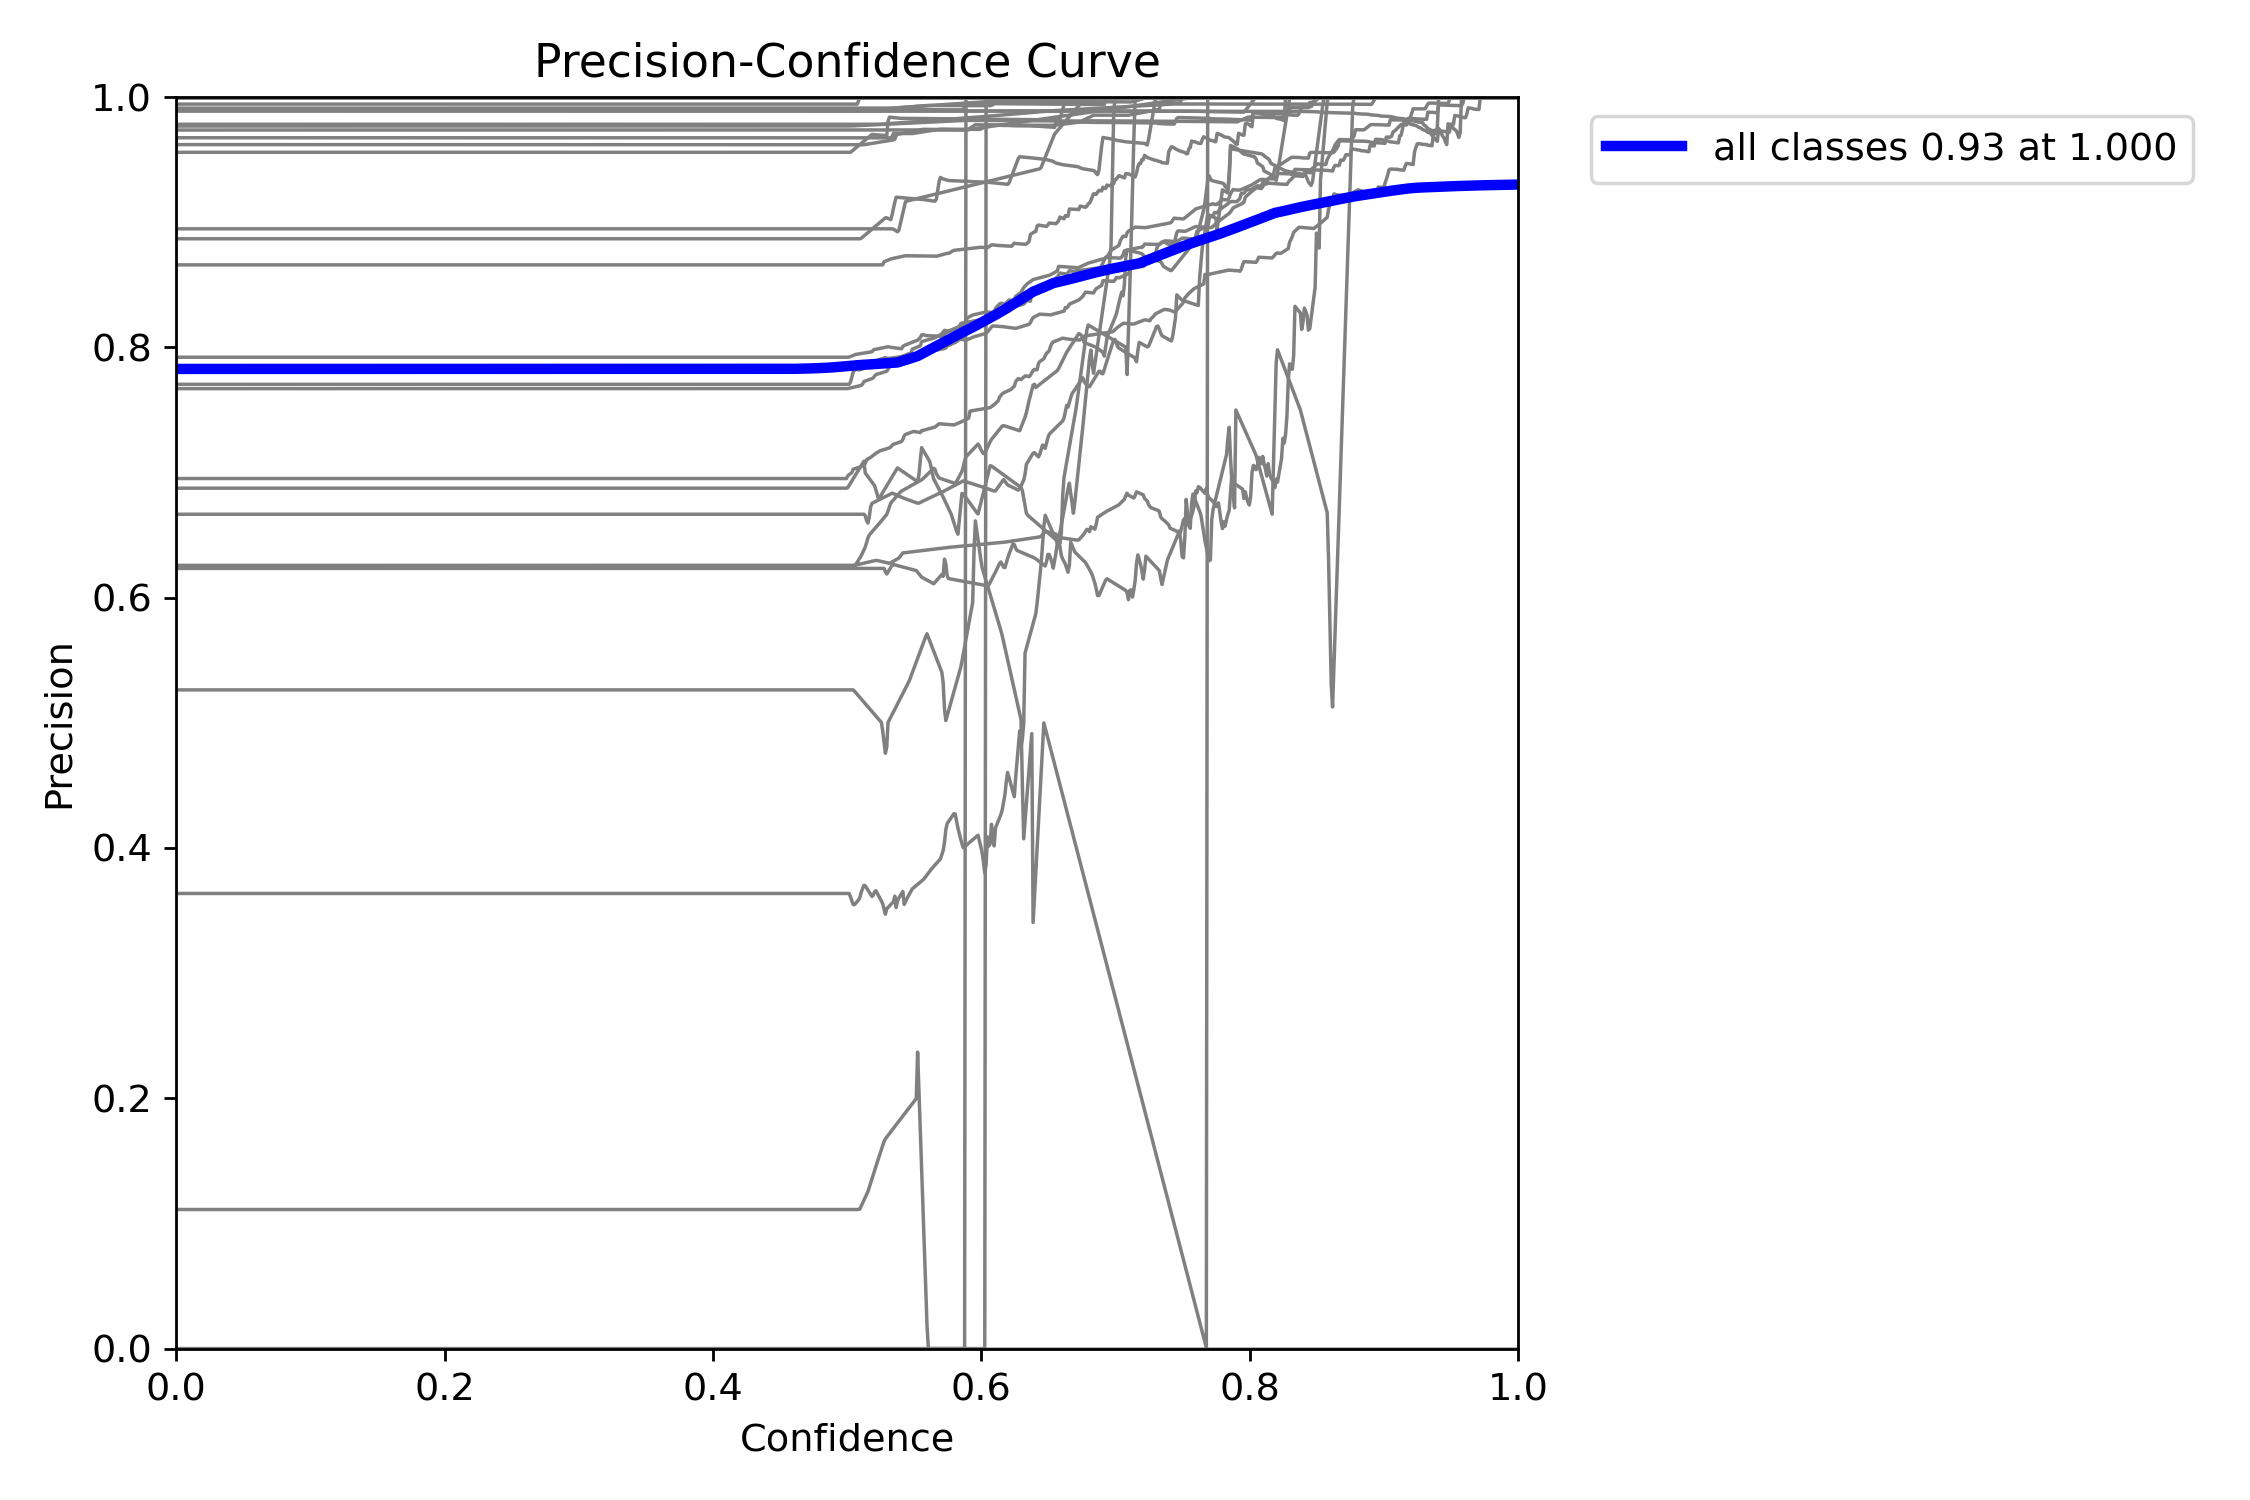 Precision-Confidence Curve
1.0
0.8
0.6
0.4
0.2
0.0
Precision
0.0 0.2 0.4 0.6 0.8 1.0
Confidence
all classes 0.93 at 1.000